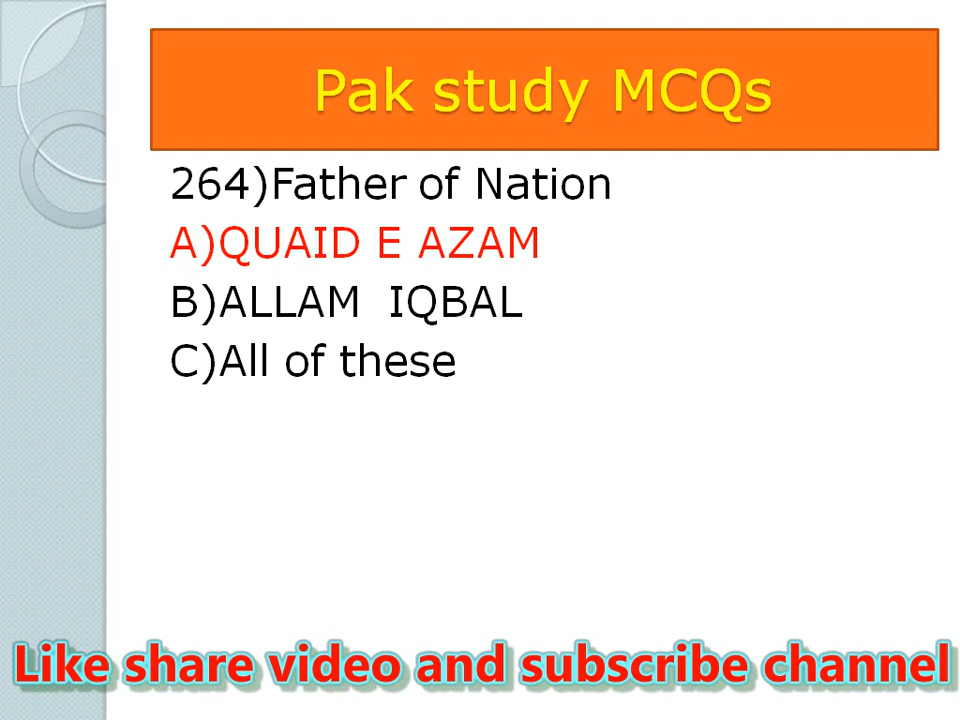 Pak study MCQs
264)Father of Nation
A)QUAID E AZAM
B)ALLAM IQBAL
C)All of these
Like share video and subscribe channel